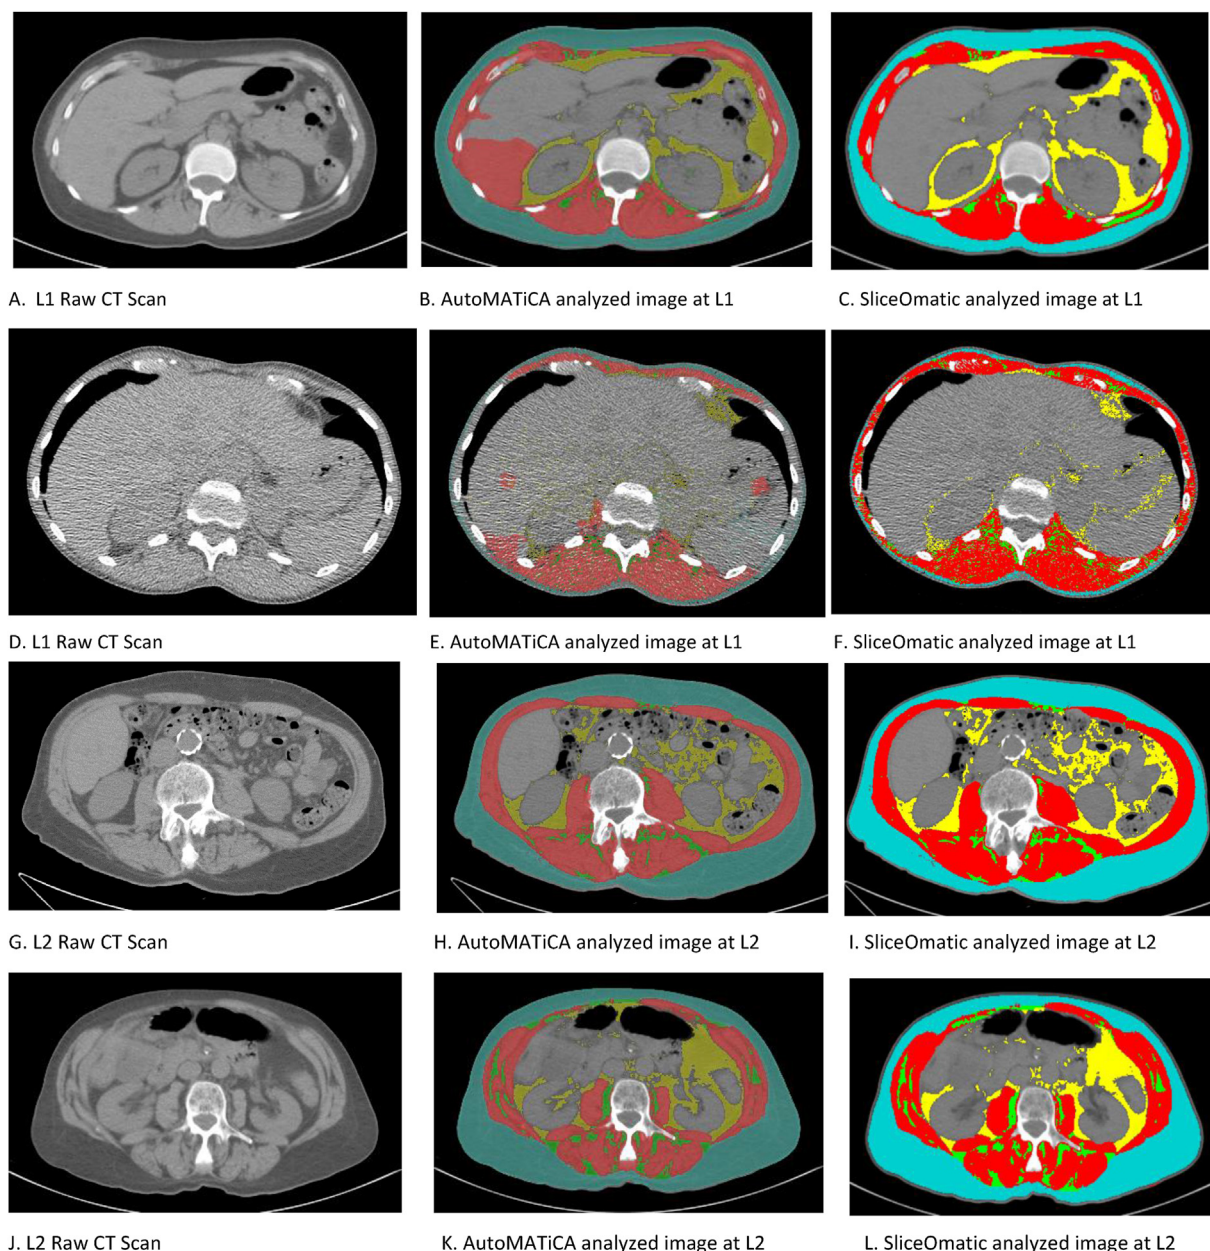 A. L1 Raw CT Scan
B. AutoMATiCA analyzed image at L1
C. SliceOmatic analyzed image at L1
D. L1 Raw CT Scan
E. AutoMATiCA analyzed image at L1
F. SliceOmatic analyzed image at L1
G. L2 Raw CT Scan
H. AutoMATiCA analyzed image at L2
I. SliceOmatic analyzed image at L2
J. L2 Raw CT Scan
K. AutoMATiCA analyzed image at L2
L. SliceOmatic analyzed image at L2